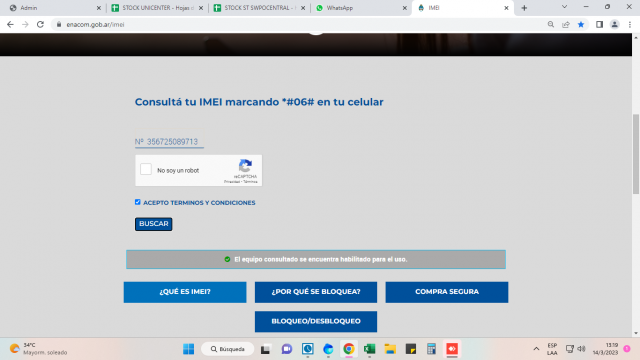 Admin
STOCK UNICENTER - Hojas d
STOCK ST SWPOCENTRAL -
WhatsApp
IMEI
enacom.gob.ar/imei
Consultá tu IMEI marcando *#06# en tu celular
Nº 356725089713
No soy un robot
reCAPTCHA
Privacidad - Términos
ACEPTO TERMINOS Y CONDICIONES
BUSCAR
El equipo consultado se encuentra habilitado para el uso.
¿QUÉ ES IMEI?
¿POR QUÉ SE BLOQUEA?
COMPRA SEGURA
BLOQUEO/DESBLOQUEO
34°C
Mayorm. soleado
Búsqueda
ESP
LAA
13:19
14/3/2023